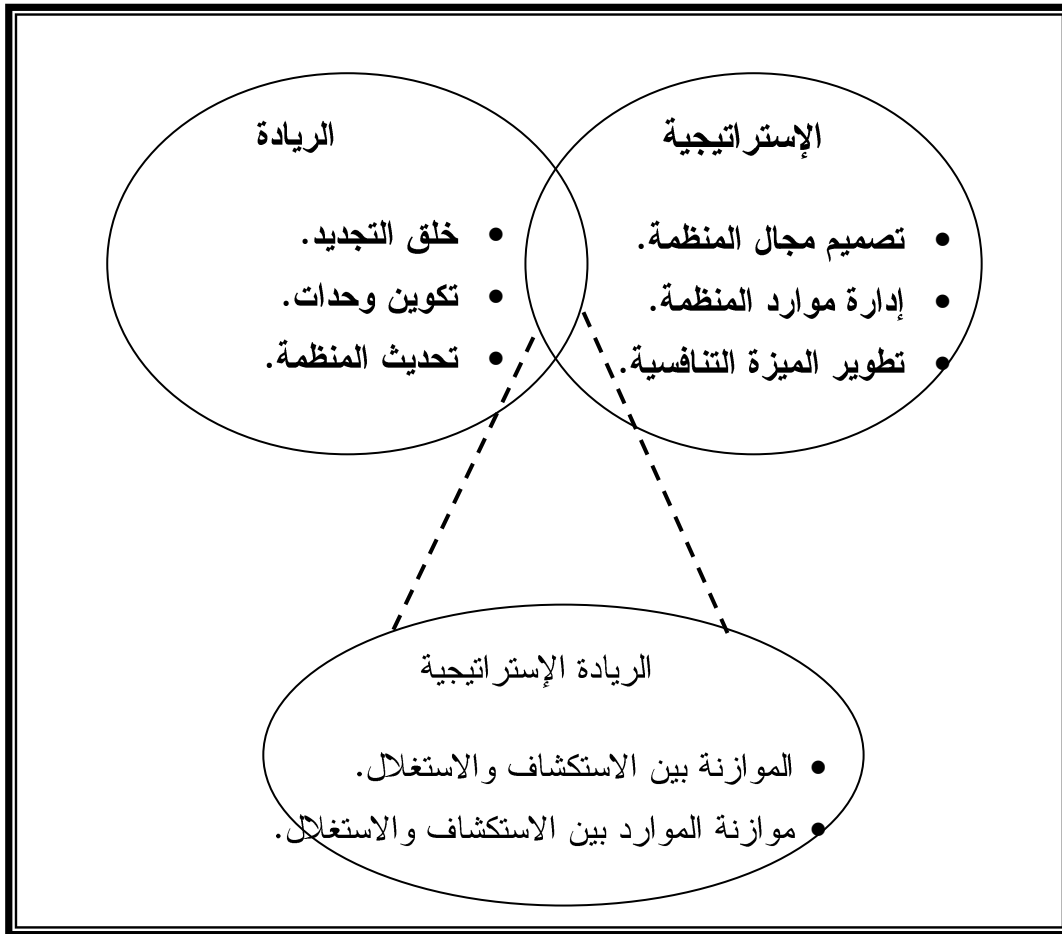 الإستراتيجية
• تصميم مجال المنظمة.
• إدارة موارد المنظمة.
• تطوير الميزة التنافسية.
الريادة
• خلق التجديد.
• تكوين وحدات.
• تحديث المنظمة.
الريادة الإستراتيجية
• الموازنة بين الاستكشاف والاستغلال.
• موازنة الموارد بين الاستكشاف والاستغلال.